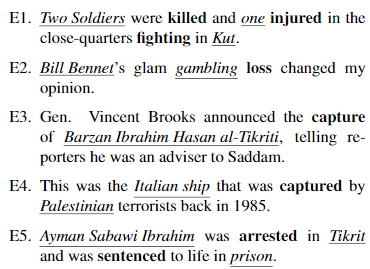 E1. Two Soldiers were killed and one injured in the
close-quarters fighting in Kut.
E2. Bill Bennet's glam gambling loss changed my
opinion.
E3. Gen. Vincent Brooks announced the capture
of Barzan Ibrahim Hasan al-Tikriti, telling re-
porters he was an adviser to Saddam.
E4. This was the Italian ship that was captured by
Palestinian terrorists back in 1985.
E5. Ayman Sabawi Ibrahim was arrested in Tikrit
and was sentenced to life in prison.